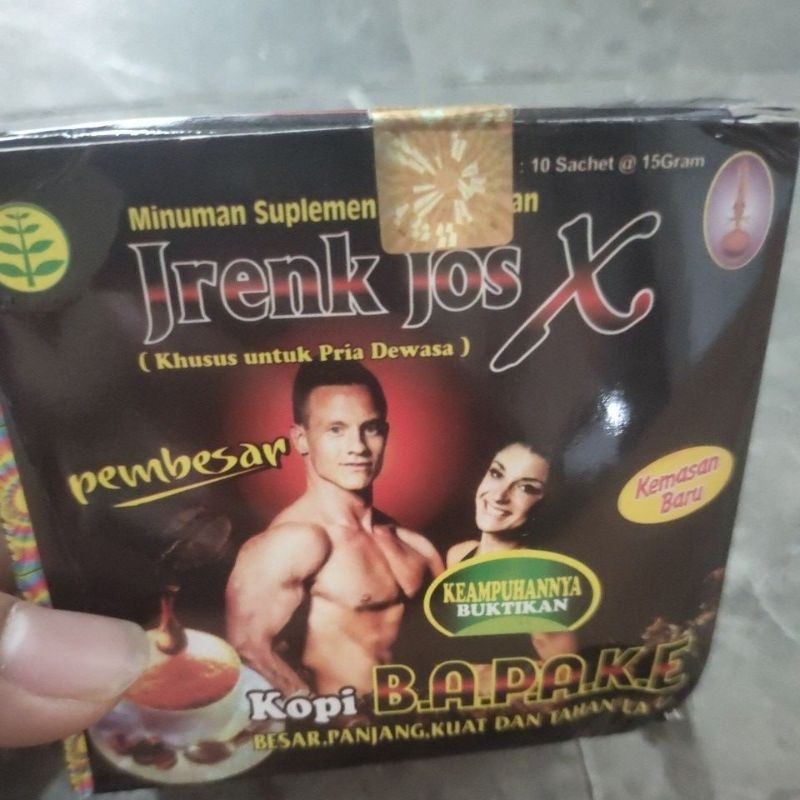 : 10 Sachet @ 15Gram
Minuman Suplemen
Jrenk Jos X
( Khusus untuk Pria Dewasa )
pembesar
Kemasan
Baru
KEAMPUHANNYA
BUKTIKAN
Kopi B.A.P.A.K.E
BESAR.PANJANG.KUAT DAN TAHAN